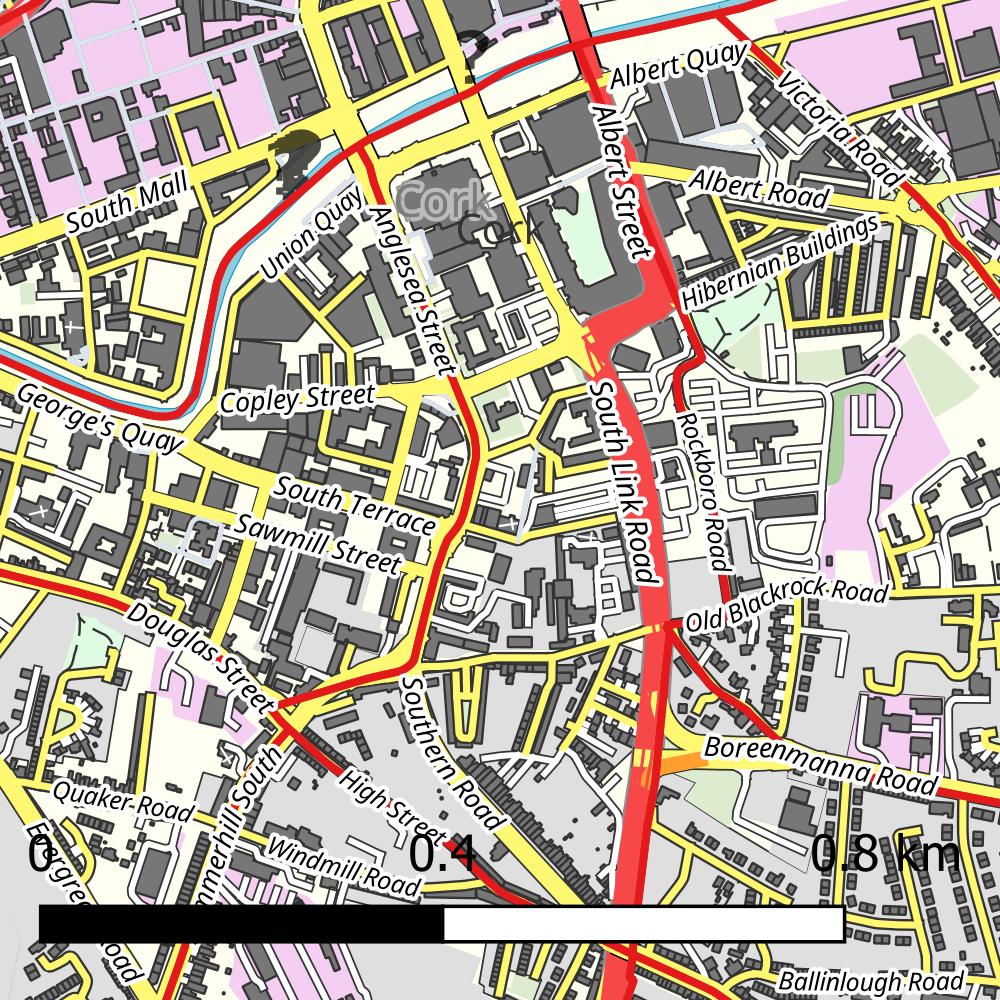 Albert Quay
Victoria Road
Albert Street
South Mall
Albert Road
Cork
Union Quay
Anglesea Street
Cork
Hibernian Buildings
George's Quay
Copley Street
South Link Road
Rockboro Road
South Terrace
Sawmill Street
Old Blackrock Road
Douglas Street
Southern Road
Boreenmanna Road
Quaker Road
High Street
Windmill Road
0
0.4
0.8 km
Ballinlough Road